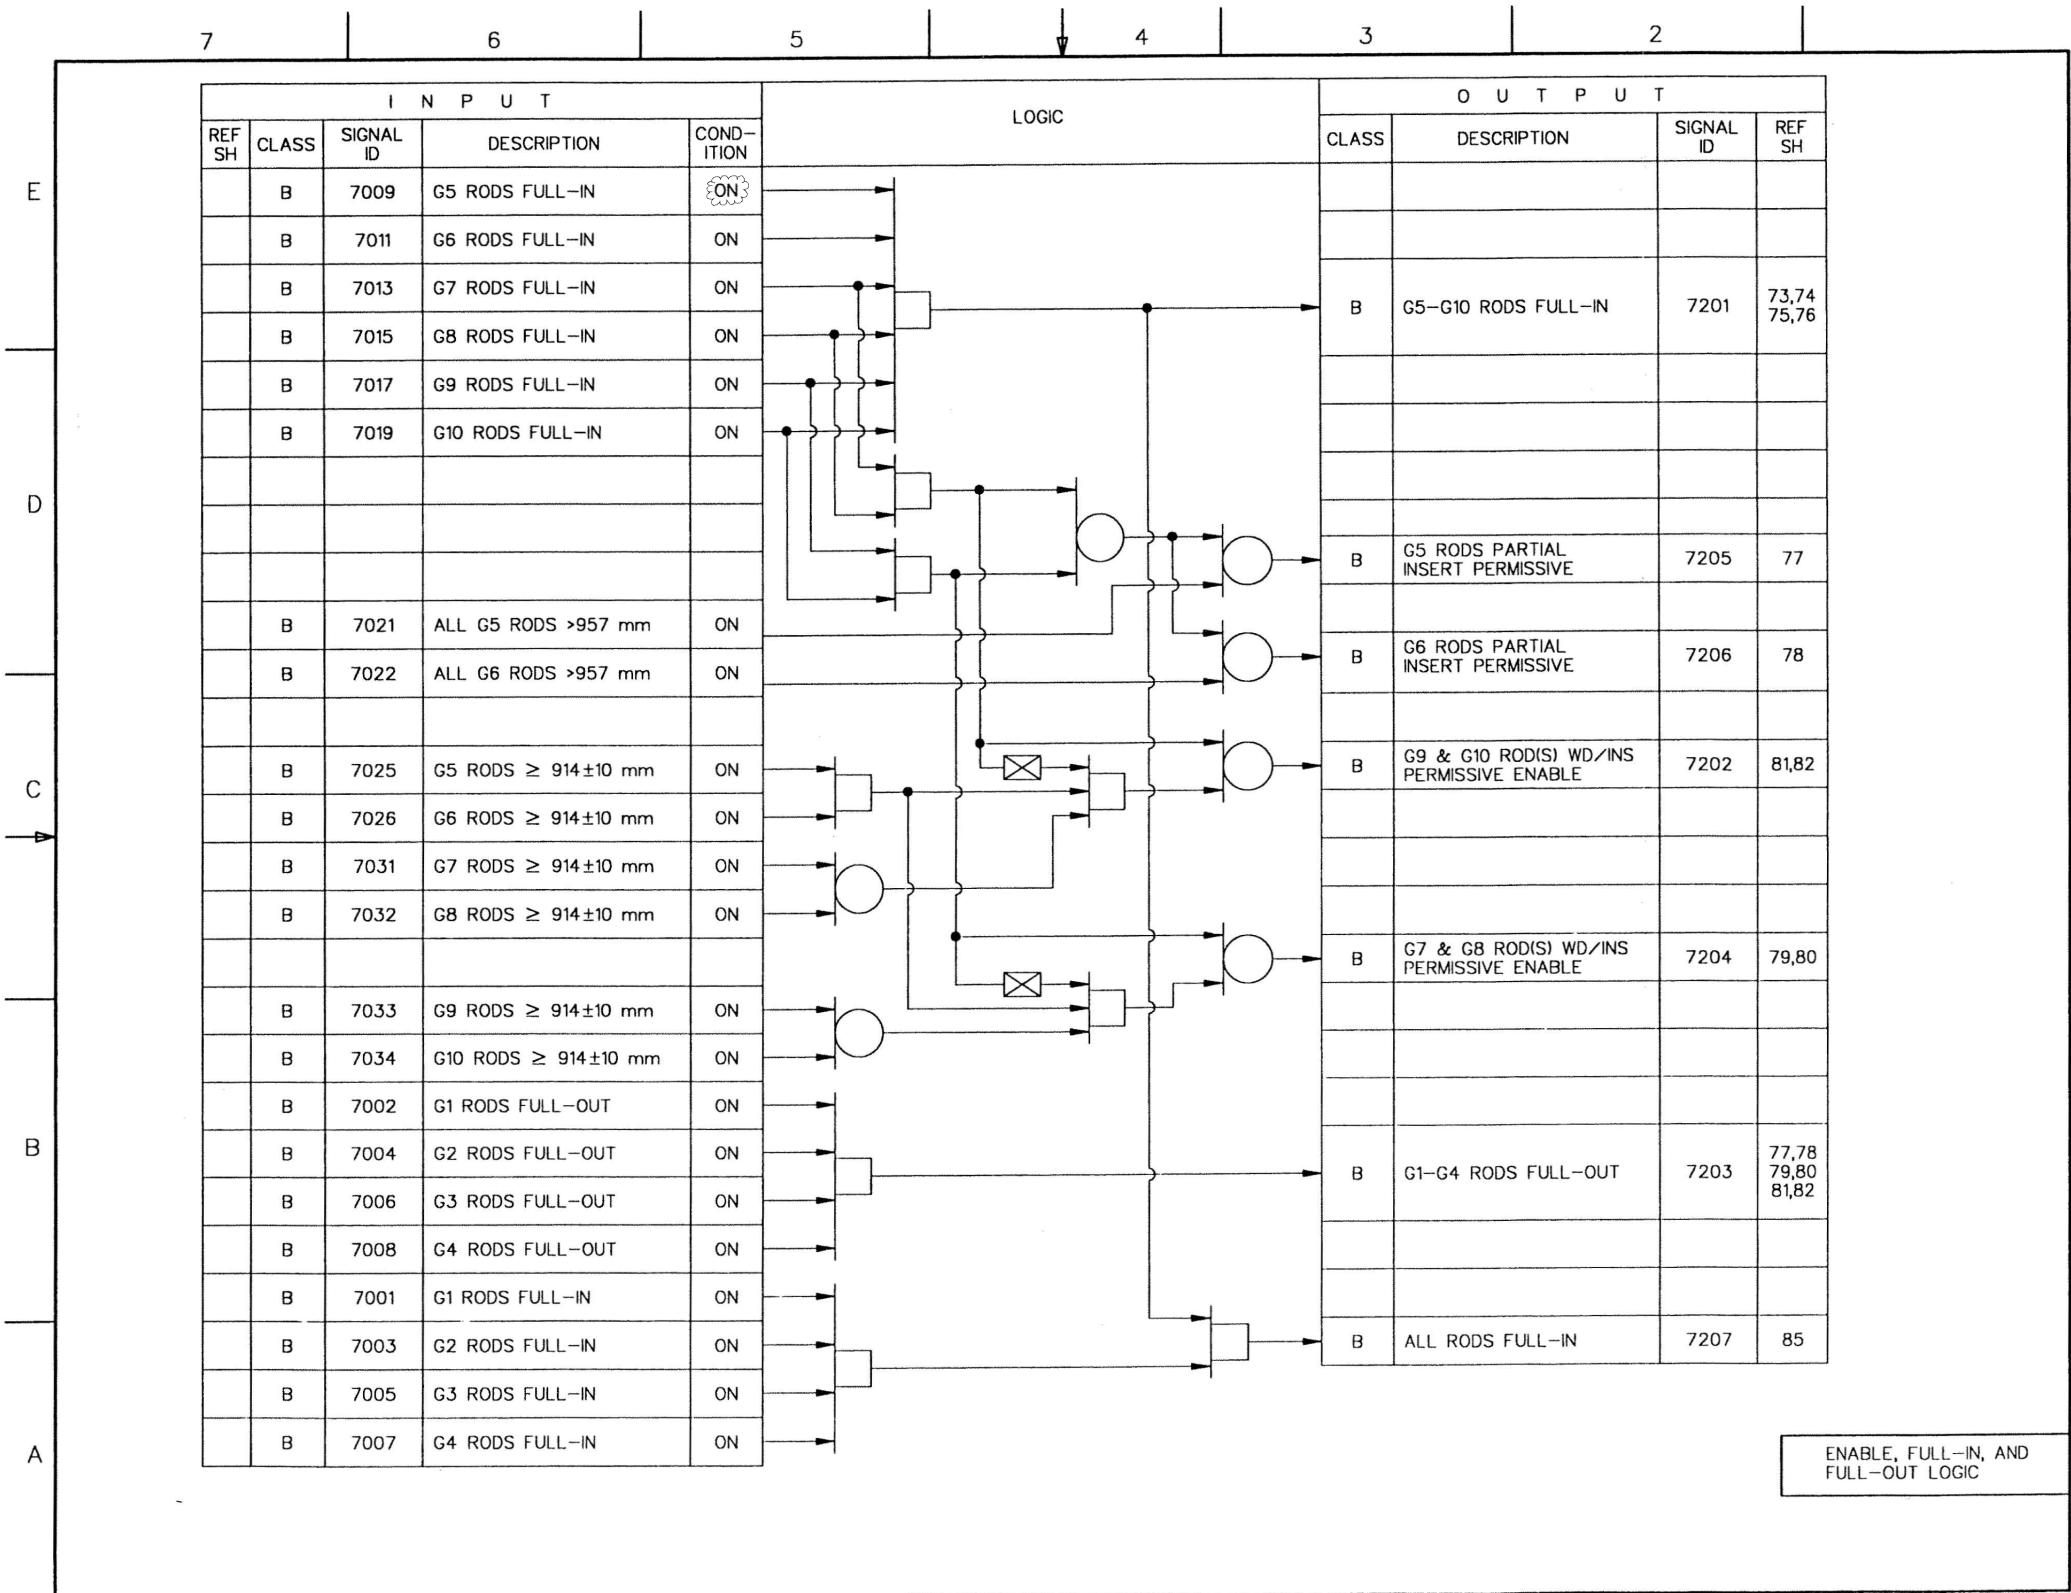 7 6 5 4 3 2
I N P U T
LOGIC
O U T P U T
REF SH CLASS SIGNAL ID DESCRIPTION COND-ITION
CLASS DESCRIPTION SIGNAL ID REF SH
E
B 7009 G5 RODS FULL-IN ON
B 7011 G6 RODS FULL-IN ON
B 7013 G7 RODS FULL-IN ON
B 7015 G8 RODS FULL-IN ON
B 7017 G9 RODS FULL-IN ON
B 7019 G10 RODS FULL-IN ON
D
B 7021 ALL G5 RODS >957 mm ON
B 7022 ALL G6 RODS >957 mm ON
C
B 7025 G5 RODS ≥ 914±10 mm ON
B 7026 G6 RODS ≥ 914±10 mm ON
B 7031 G7 RODS ≥ 914±10 mm ON
B 7032 G8 RODS ≥ 914±10 mm ON
B 7033 G9 RODS ≥ 914±10 mm ON
B 7034 G10 RODS ≥ 914±10 mm ON
B 7002 G1 RODS FULL-OUT ON
B
B 7004 G2 RODS FULL-OUT ON
B 7006 G3 RODS FULL-OUT ON
B 7008 G4 RODS FULL-OUT ON
B 7001 G1 RODS FULL-IN ON
B 7003 G2 RODS FULL-IN ON
B 7005 G3 RODS FULL-IN ON
A
B 7007 G4 RODS FULL-IN ON
B G5-G10 RODS FULL-IN 7201 73,74
75,76
B G5 RODS PARTIAL
INSERT PERMISSIVE 7205 77
B G6 RODS PARTIAL
INSERT PERMISSIVE 7206 78
B G9 & G10 ROD(S) WD/INS
PERMISSIVE ENABLE 7202 81,82
B G7 & G8 ROD(S) WD/INS
PERMISSIVE ENABLE 7204 79,80
B G1-G4 RODS FULL-OUT 7203 77,78
79,80
81,82
B ALL RODS FULL-IN 7207 85
ENABLE, FULL-IN, AND
FULL-OUT LOGIC